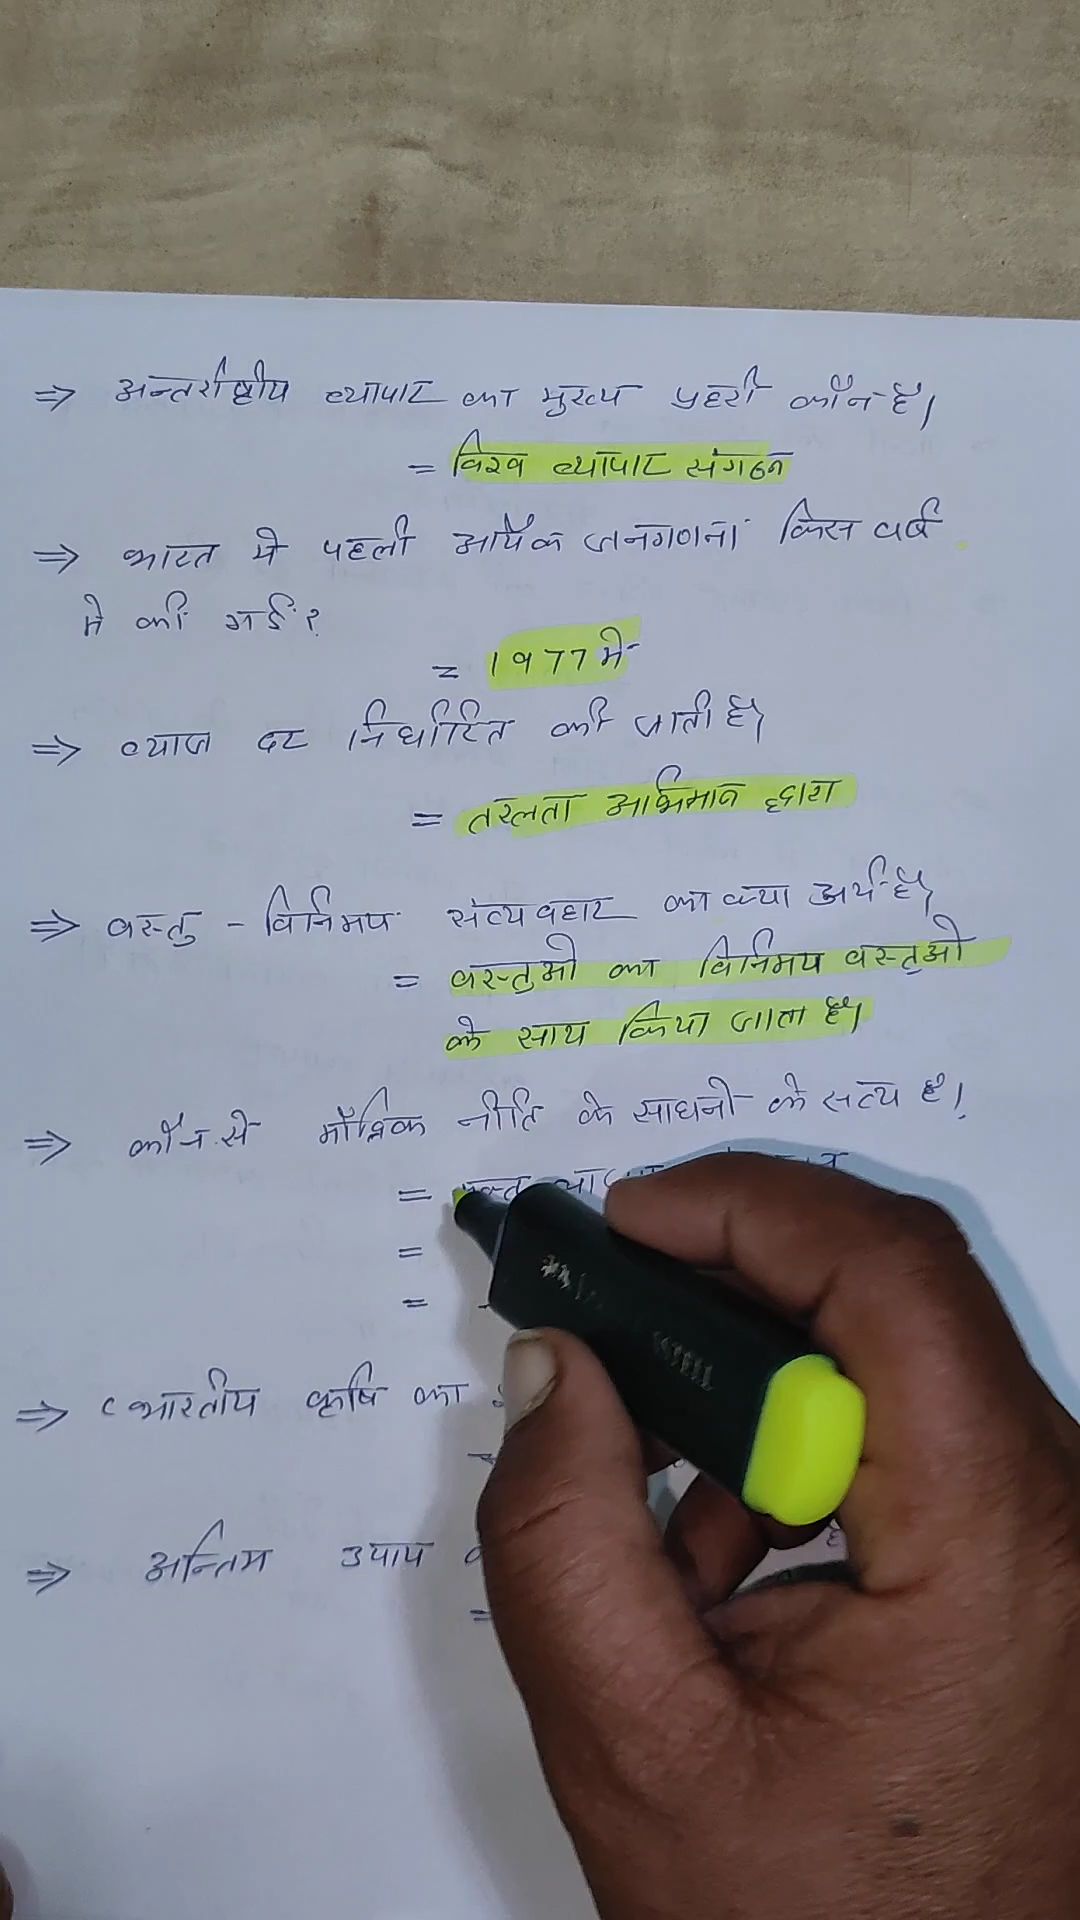 ⇒ अन्तर्राष्ट्रीय व्यापार का मुख्य प्रहरी कौन है।
= विश्व व्यापार संगठन
⇒ भारत मे पहली आर्थिक जनगणना किस वर्ष
मे की गई?
= 1977 मे
⇒ ब्याज दर निर्धारित की जाती है।
= तरलता अधिमान द्वारा
⇒ वस्तु - विनिमय संव्यवहार का क्या अर्थ है।
= वस्तुओ का विनिमय वस्तुओ
के साथ किया जाता है।
⇒ कौन से मौद्रिक नीति के साधनो के सत्य है।
=
=
=
⇒ भारतीय कृषि का
⇒ अन्तिम उपाय
=